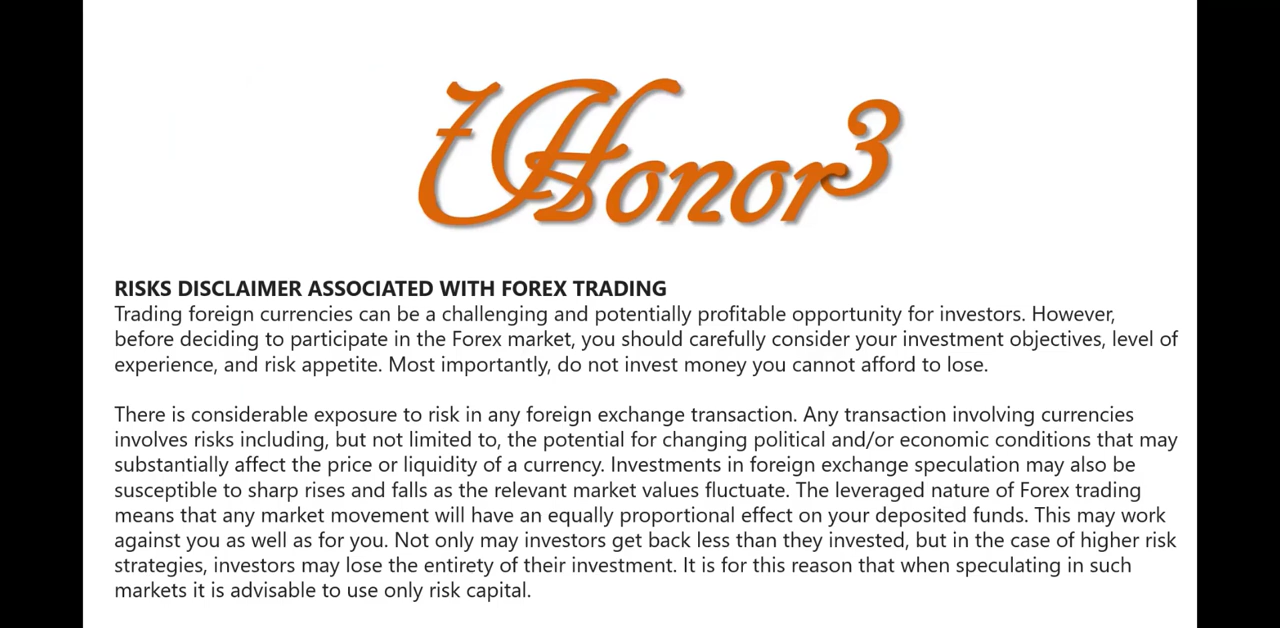 Honor3
RISKS DISCLAIMER ASSOCIATED WITH FOREX TRADING
Trading foreign currencies can be a challenging and potentially profitable opportunity for investors. However,
before deciding to participate in the Forex market, you should carefully consider your investment objectives, level of
experience, and risk appetite. Most importantly, do not invest money you cannot afford to lose.
There is considerable exposure to risk in any foreign exchange transaction. Any transaction involving currencies
involves risks including, but not limited to, the potential for changing political and/or economic conditions that may
substantially affect the price or liquidity of a currency. Investments in foreign exchange speculation may also be
susceptible to sharp rises and falls as the relevant market values fluctuate. The leveraged nature of Forex trading
means that any market movement will have an equally proportional effect on your deposited funds. This may work
against you as well as for you. Not only may investors get back less than they invested, but in the case of higher risk
strategies, investors may lose the entirety of their investment. It is for this reason that when speculating in such
markets it is advisable to use only risk capital.